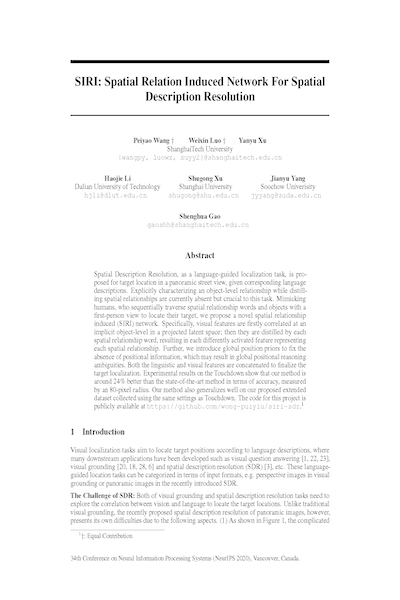 SIRI: Spatial Relation Induced Network For Spatial
Description Resolution
Peiyao Wang † Weixin Luo † Yanyu Xu
ShanghaiTech University
{wangpy, luowx, xuyy2}@shanghaitech.edu.cn
Haojie Li Shugong Xu Jianyu Yang
Dalian University of Technology Shanghai University Soochow Univerisity
hjli@dlut.edu.cn shugong@shu.edu.cn jyyang@suda.edu.cn
Shenghua Gao
gaoshh@shanghaitech.edu.cn
Abstract
Spatial Description Resolution, as a language-guided localization task, is pro-
posed for target location in a panoramic street view, given corresponding language
descriptions. Explicitly characterizing an object-level relationship while distill-
ing spatial relationships are currently absent but crucial to this task. Mimicking
humans, who sequentially traverse spatial relationship words and objects with a
first-person view to locate their target, we propose a novel spatial relationship
induced (SIRI) network. Specifically, visual features are firstly correlated at an
implicit object-level in a projected latent space; then they are distilled by each
spatial relationship word, resulting in each differently activated feature representing
each spatial relationship. Further, we introduce global position priors to fix the
absence of positional information, which may result in global positional reasoning
ambiguities. Both the linguistic and visual features are concatenated to finalize the
target localization. Experimental results on the Touchdown show that our method is
around 24% better than the state-of-the-art method in terms of accuracy, measured
by an 80-pixel radius. Our method also generalizes well on our proposed extended
dataset collected using the same settings as Touchdown. The code for this project is
publicly available at https://github.com/wong-puiyiu/siri-sdr.¹
1 Introduction
Visual localization tasks aim to locate target positions according to language descriptions, where
many downstream applications have been developed such as visual question answering [1, 22, 23],
visual grounding [20, 18, 28, 6] and spatial description resolution (SDR) [3], etc. These language-
guided location tasks can be categorized in terms of input formats, e.g. perspective images in visual
grounding or panoramic images in the recently introduced SDR.
The Challenge of SDR: Both of visual grounding and spatial description resolution tasks need to
explore the correlation between vision and language to locate the target locations. Unlike traditional
visual grounding, the recently proposed spatial description resolution of panoramic images, however,
presents its own difficulties due to the following aspects. (1) As shown in Figure 1, the complicated
¹†: Equal Contribution
34th Conference on Neural Information Processing Systems (NeurIPS 2020), Vancouver, Canada.